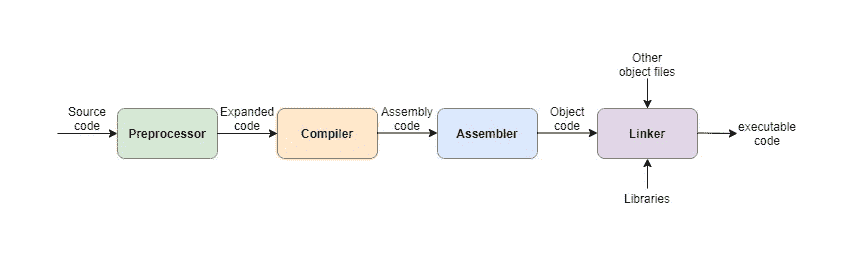 Source
code
Preprocessor
Expanded
code
Compiler
Assembly
code
Assembler
Object
code
Other
object files
Linker
Libraries
executable
code